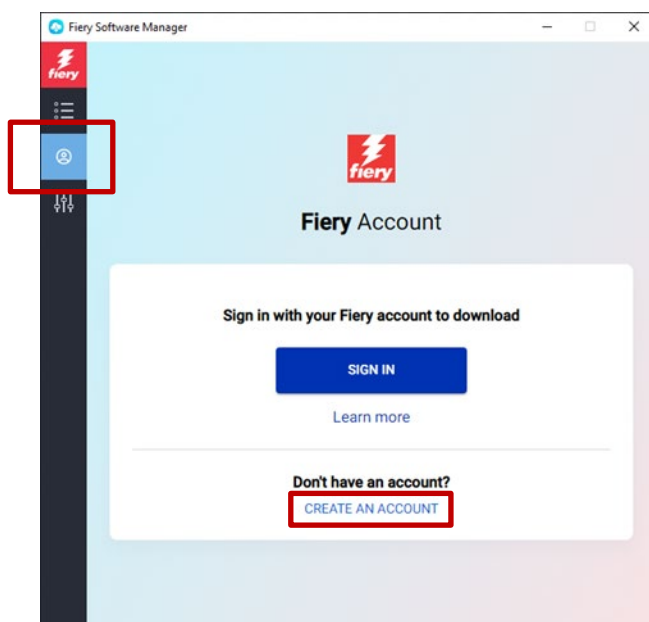 Fiery Software Manager
fiery
fiery
Fiery Account
Sign in with your Fiery account to download
SIGN IN
Learn more
Don't have an account?
CREATE AN ACCOUNT